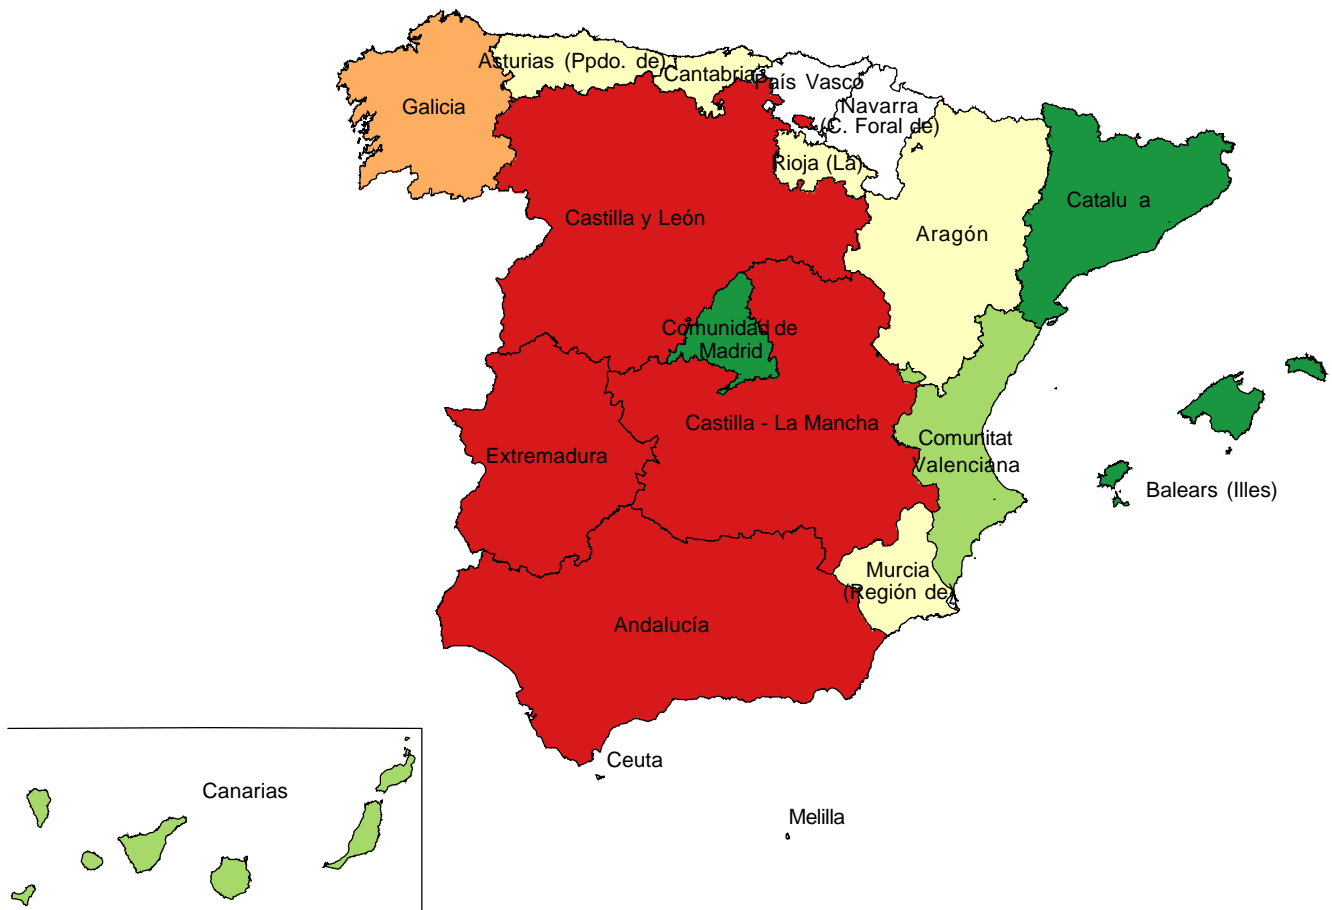 Asturias (Ppdo. de)
Cantabria
País Vasco
Galicia
Navarra
(C. Foral de)
Rioja (La)
Catalu a
Castilla y León
Aragón
Comunidad de
Madrid
Castilla - La Mancha
Comunitat
Valenciana
Extremadura
Balears (Illes)
Murcia
(Región de)
Andalucía
Ceuta
Canarias
Melilla